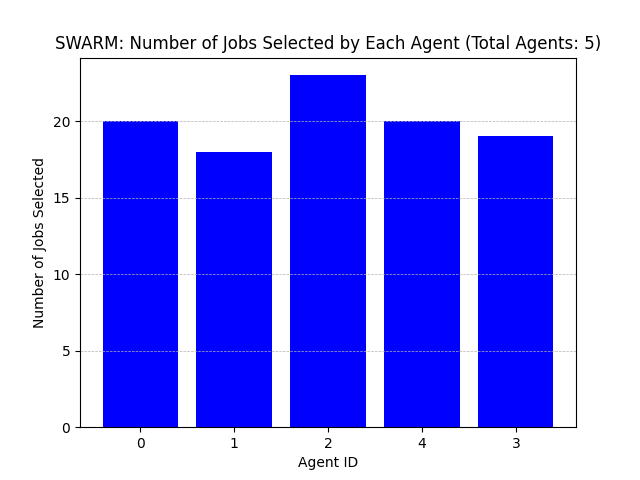 SWARM: Number of Jobs Selected by Each Agent (Total Agents: 5)
Number of Jobs Selected
20
15
10
5
0
0 1 2 4 3
Agent ID